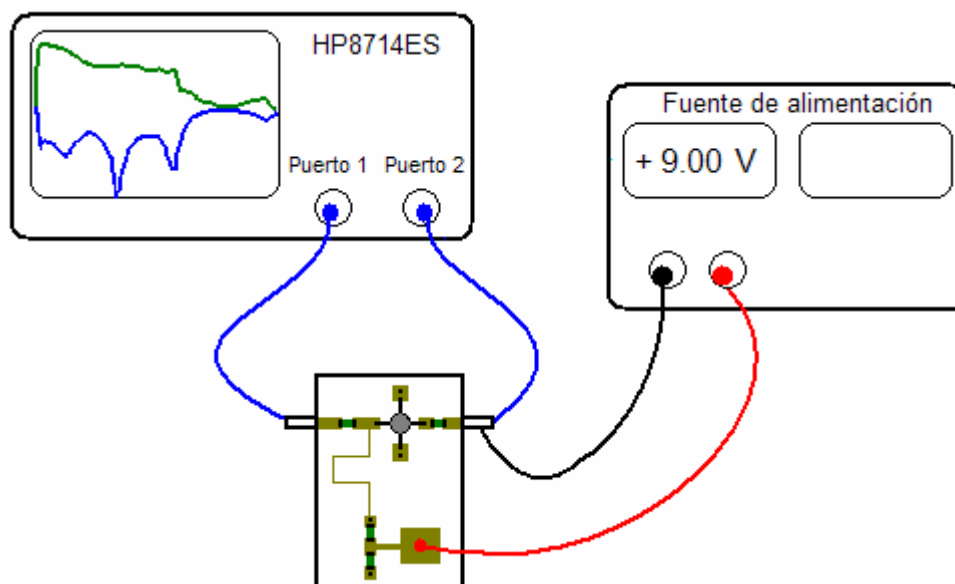 HP8714ES
Puerto 1
Puerto 2
Fuente de alimentación
+ 9.00 V